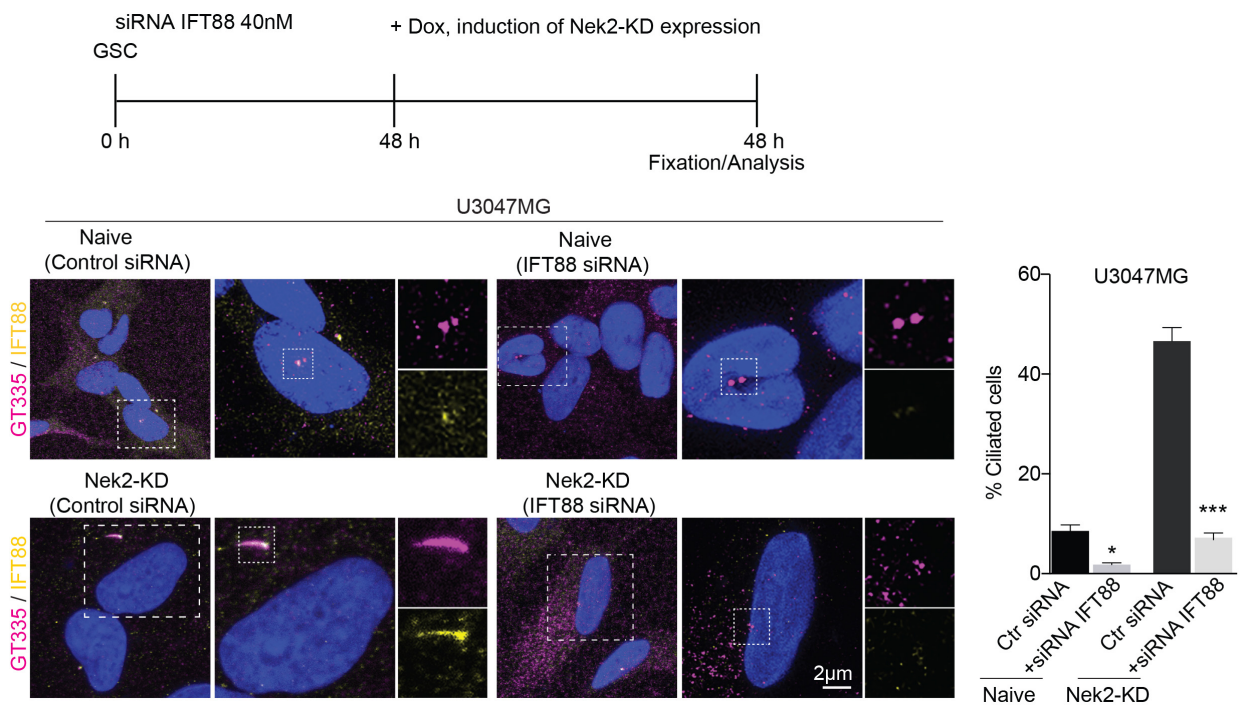 siRNA IFT88 40nM
+ Dox, induction of Nek2-KD expression
GSC
0 h
48 h
48 h
Fixation/Analysis
U3047MG
Naive
(Control siRNA)
Naive
(IFT88 siRNA)
GT335 / IFT88
Nek2-KD
(Control siRNA)
Nek2-KD
(IFT88 siRNA)
GT335 / IFT88
2µm
U3047MG
% Ciliated cells
60
40
20
0
*
***
Ctr siRNA
+siRNA IFT88
Ctr siRNA
+siRNA IFT88
Naive
Nek2-KD